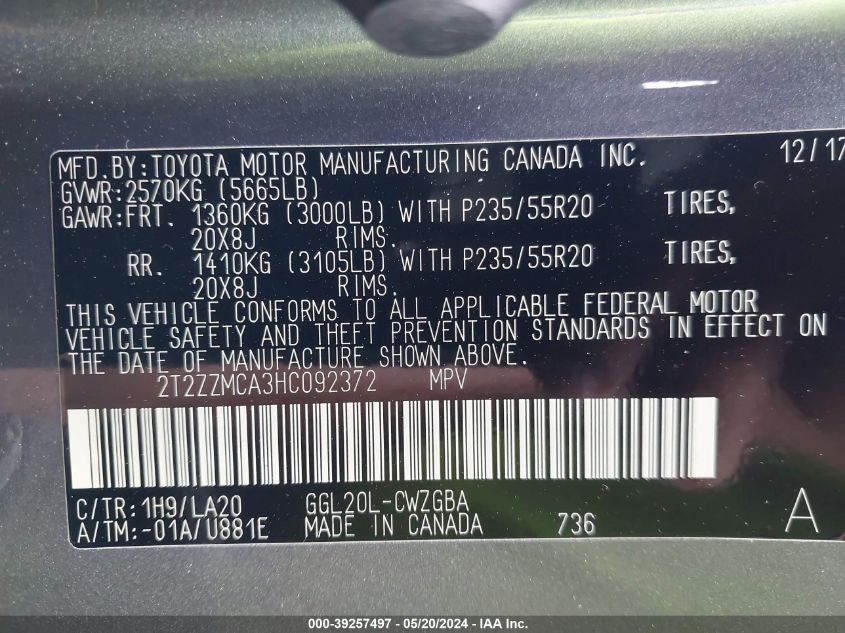 MFD.BY:TOYOTA MOTOR MANUFACTURING CANADA INC. 12/17
GVWR:2570KG (5665LB)
GAWR:FRT. 1360KG (3000LB) WITH P235/55R20 TIRES,
20X8J RIMS.
RR. 1410KG (3105LB) WITH P235/55R20 TIRES,
20X8J RIMS.
THIS VEHICLE CONFORMS TO ALL APPLICABLE FEDERAL MOTOR
VEHICLE SAFETY AND THEFT PREVENTION STANDARDS IN EFFECT ON
THE DATE OF MANUFACTURE SHOWN ABOVE.
2T2ZZMCA3HC092372 MPV
C/TR:1H9/LA20 GGL20L-CWZGBA
A/TM:-01A/U881E MADE IN CANADA 736 A
000-39257497 - 05/20/2024 - IAA Inc.